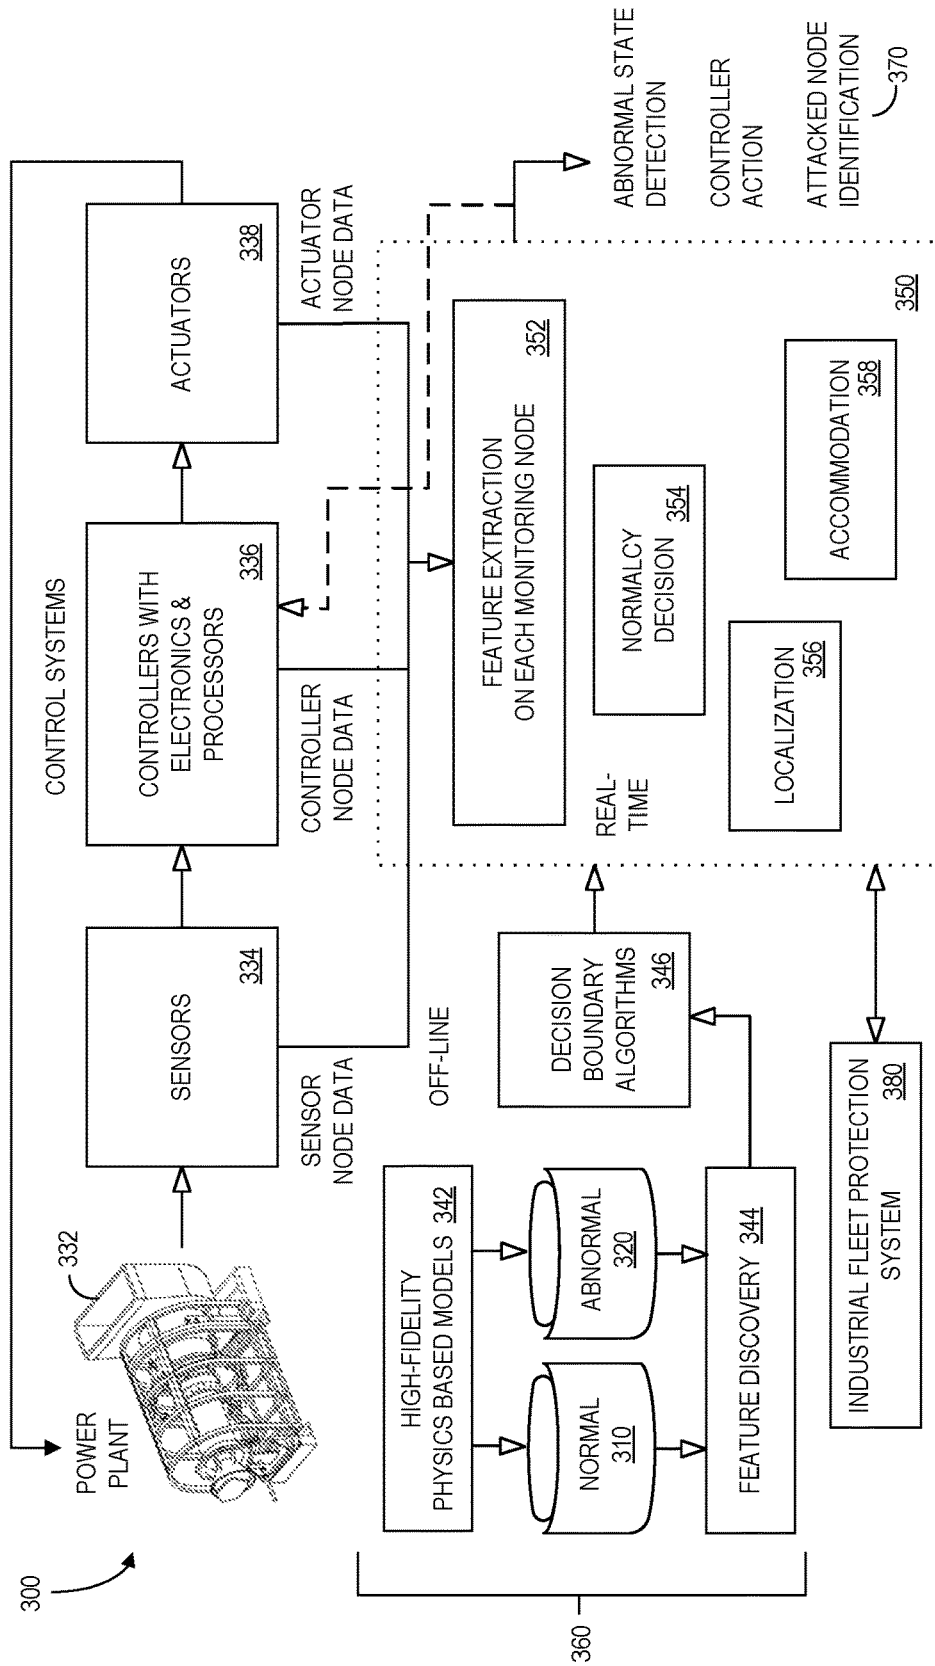 300
POWER
PLANT
332
CONTROL SYSTEMS
SENSORS
334
CONTROLLERS WITH
ELECTRONICS &
PROCESSORS
336
ACTUATORS
338
SENSOR
NODE DATA
CONTROLLER
NODE DATA
ACTUATOR
NODE DATA
OFF-LINE
HIGH-FIDELITY
PHYSICS BASED MODELS 342
NORMAL
310
ABNORMAL
320
FEATURE DISCOVERY 344
360
DECISION
BOUNDARY
ALGORITHMS
346
REAL-
TIME
FEATURE EXTRACTION
ON EACH MONITORING NODE
352
NORMALCY
DECISION
354
LOCALIZATION
356
ACCOMMODATION
358
350
ABNORMAL STATE
DETECTION
CONTROLLER
ACTION
ATTACKED NODE
IDENTIFICATION
370
INDUSTRIAL FLEET PROTECTION
SYSTEM
380